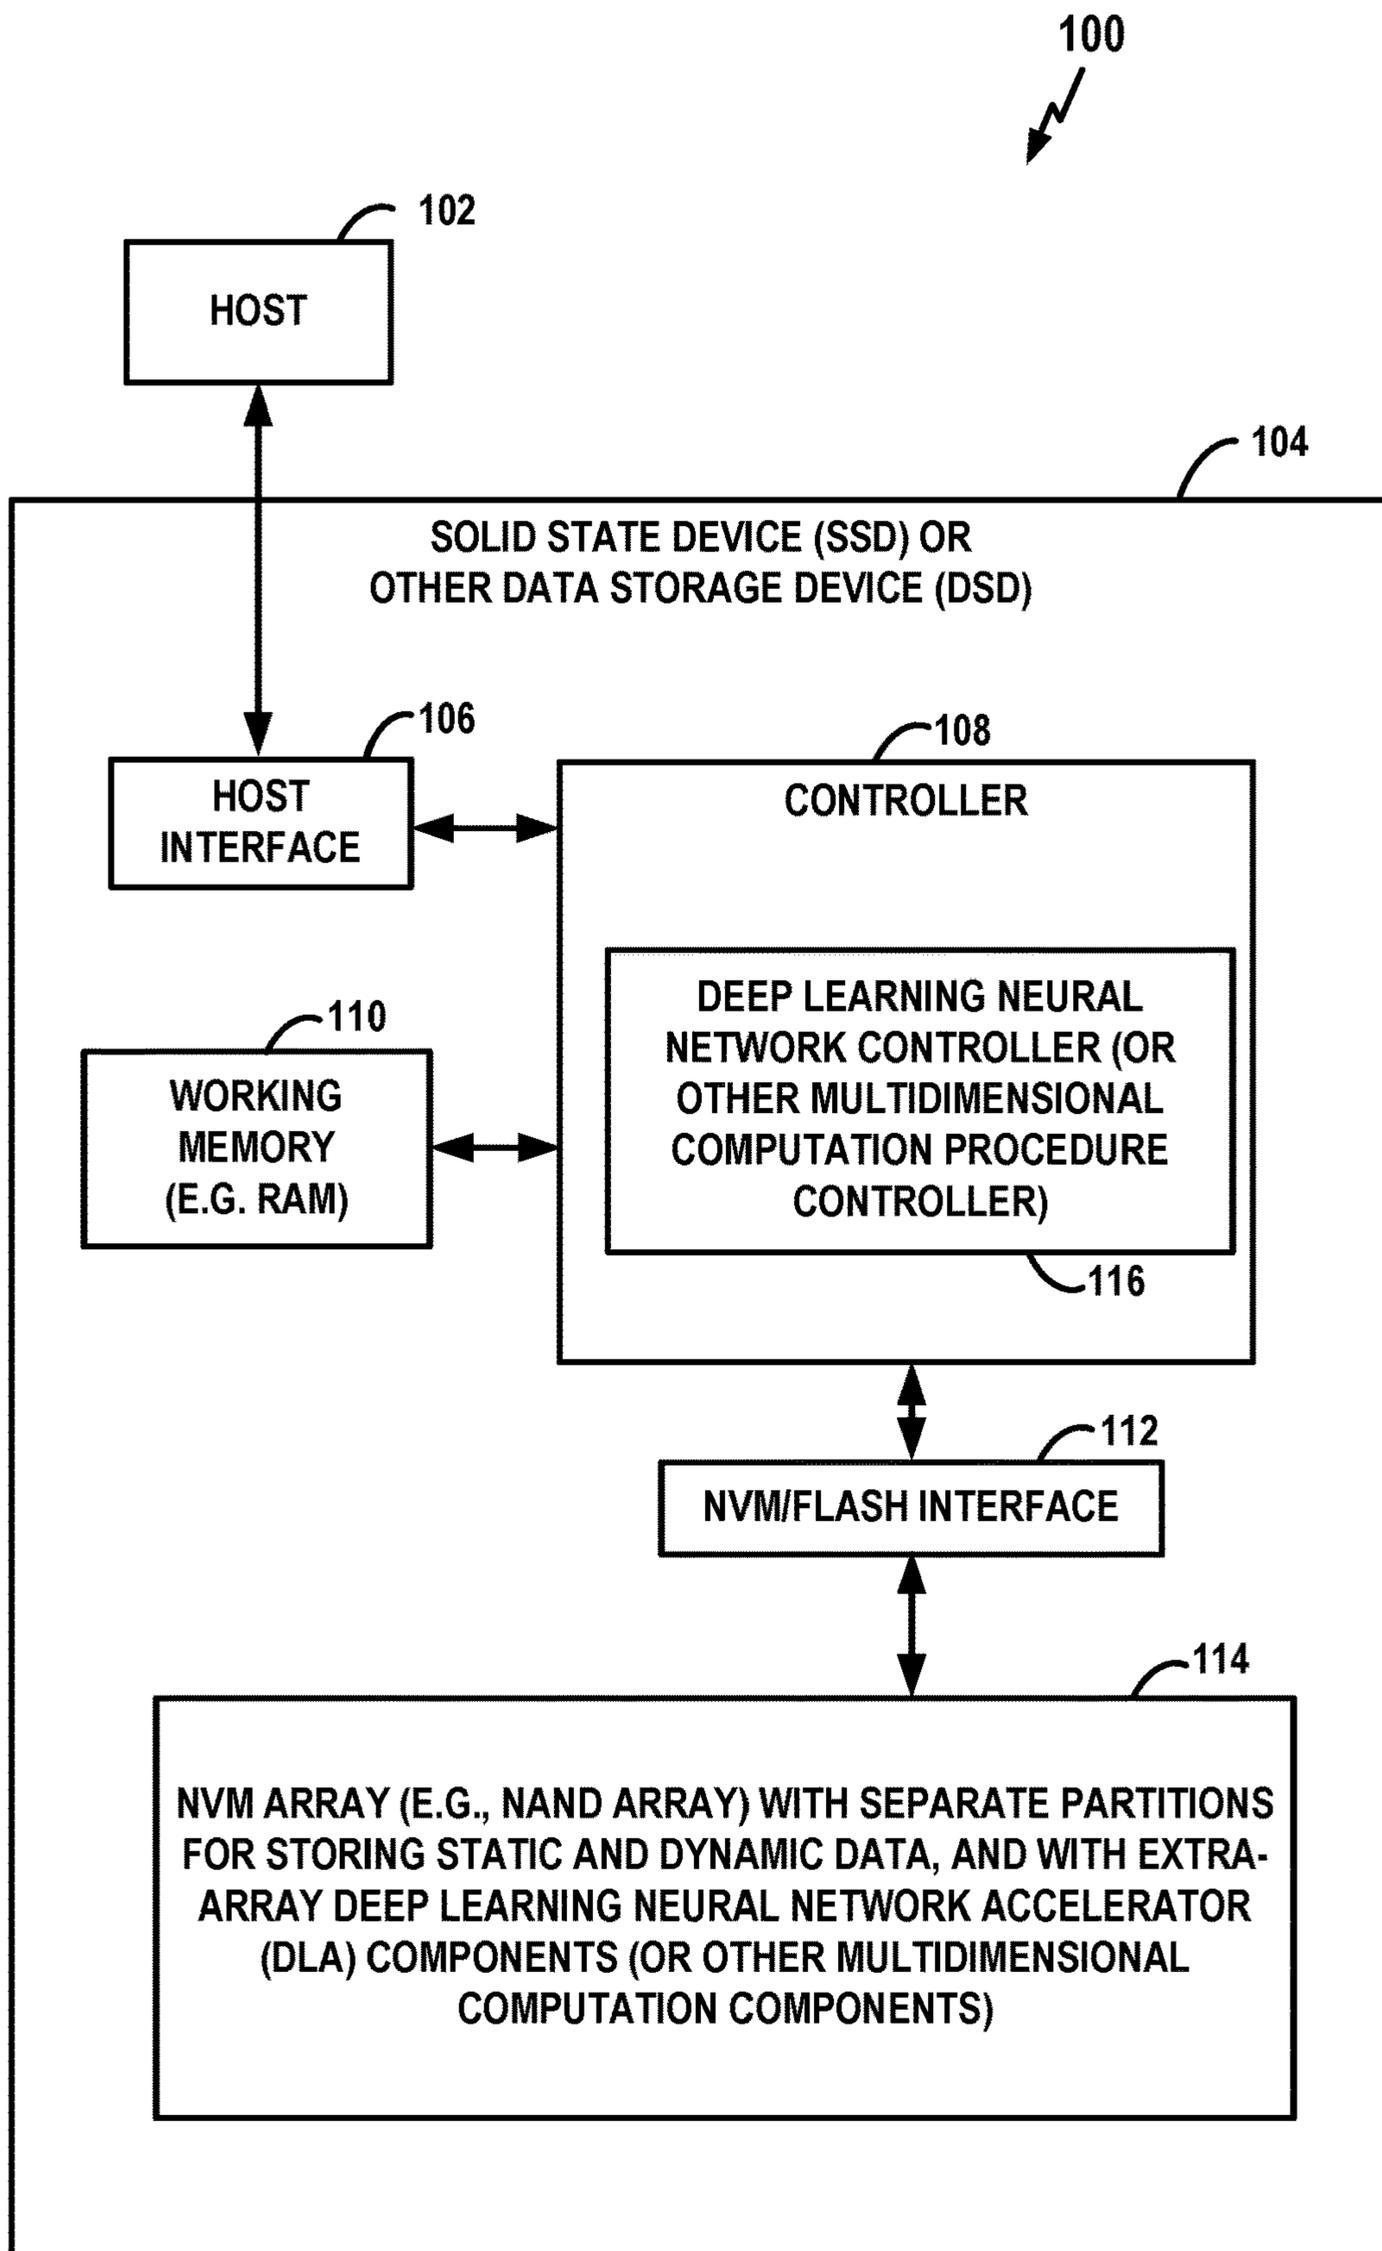 100
102
HOST
104
SOLID STATE DEVICE (SSD) OR
OTHER DATA STORAGE DEVICE (DSD)
106
HOST
INTERFACE
108
CONTROLLER
110
WORKING
MEMORY
(E.G. RAM)
DEEP LEARNING NEURAL
NETWORK CONTROLLER (OR
OTHER MULTIDIMENSIONAL
COMPUTATION PROCEDURE
CONTROLLER)
116
112
NVM/FLASH INTERFACE
114
NVM ARRAY (E.G., NAND ARRAY) WITH SEPARATE PARTITIONS
FOR STORING STATIC AND DYNAMIC DATA, AND WITH EXTRA-
ARRAY DEEP LEARNING NEURAL NETWORK ACCELERATOR
(DLA) COMPONENTS (OR OTHER MULTIDIMENSIONAL
COMPUTATION COMPONENTS)